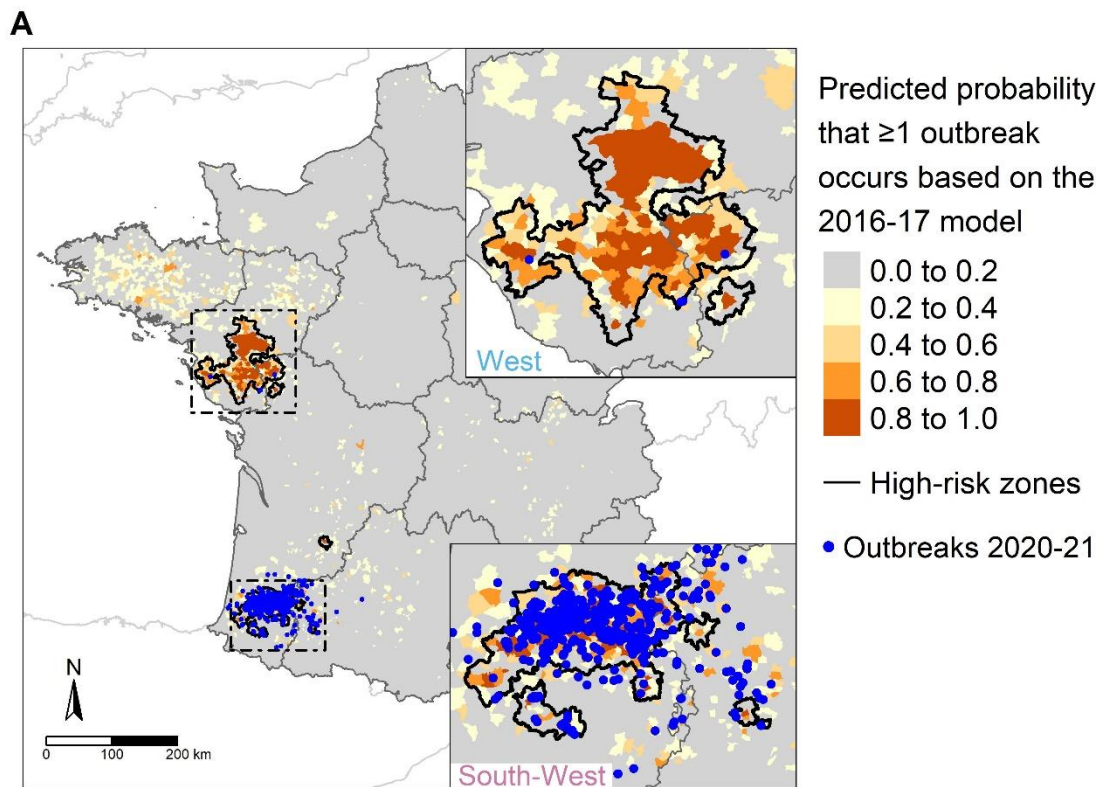 A
West
South-West
N
0 100 200 km
Predicted probability
that ≥1 outbreak
occurs based on the
2016-17 model
0.0 to 0.2
0.2 to 0.4
0.4 to 0.6
0.6 to 0.8
0.8 to 1.0
High-risk zones
Outbreaks 2020-21